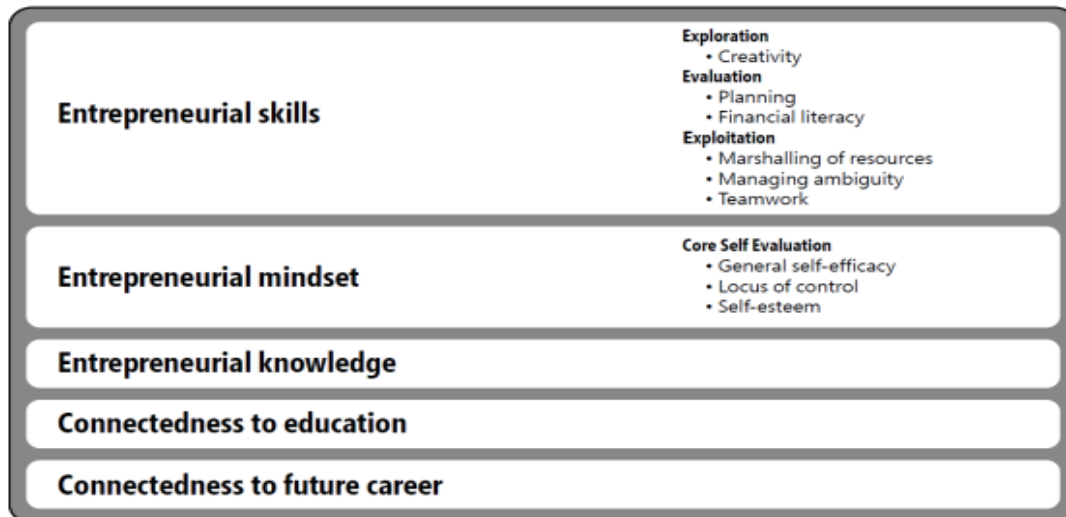 Entrepreneurial skills
Exploration
• Creativity
Evaluation
• Planning
• Financial literacy
Exploitation
• Marshalling of resources
• Managing ambiguity
• Teamwork
Entrepreneurial mindset
Core Self Evaluation
• General self-efficacy
• Locus of control
• Self-esteem
Entrepreneurial knowledge
Connectedness to education
Connectedness to future career